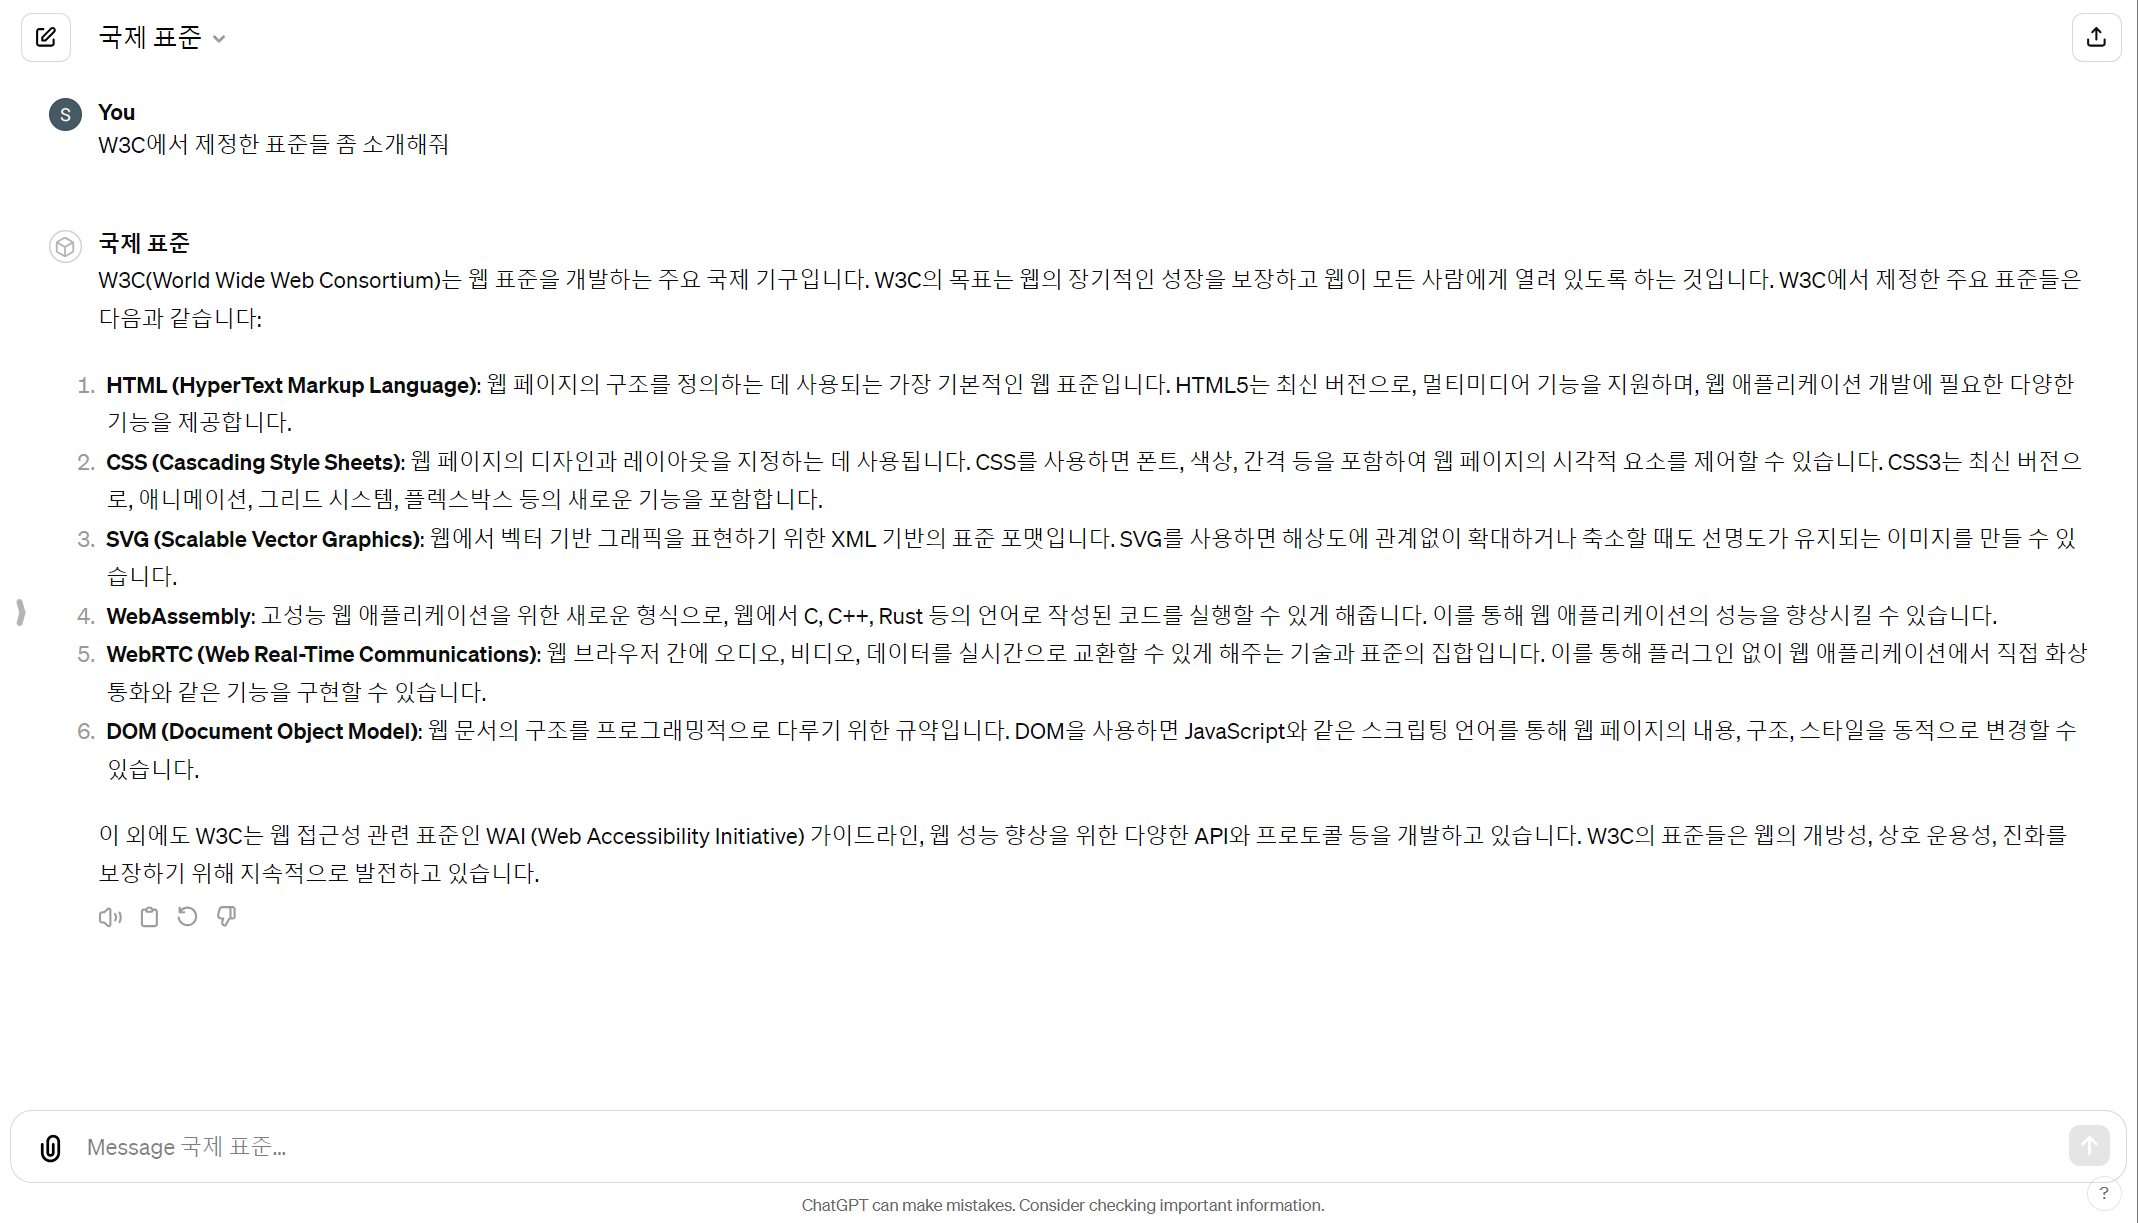 국제 표준
S
You
W3C에서 제정한 표준들 좀 소개해줘
국제 표준
W3C(World Wide Web Consortium)는 웹 표준을 개발하는 주요 국제 기구입니다. W3C의 목표는 웹의 장기적인 성장을 보장하고 웹이 모든 사람에게 열려 있도록 하는 것입니다. W3C에서 제정한 주요 표준들은
다음과 같습니다:
1. HTML (HyperText Markup Language): 웹 페이지의 구조를 정의하는 데 사용되는 가장 기본적인 웹 표준입니다. HTML5는 최신 버전으로, 멀티미디어 기능을 지원하며, 웹 애플리케이션 개발에 필요한 다양한
기능을 제공합니다.
2. CSS (Cascading Style Sheets): 웹 페이지의 디자인과 레이아웃을 지정하는 데 사용됩니다. CSS를 사용하면 폰트, 색상, 간격 등을 포함하여 웹 페이지의 시각적 요소를 제어할 수 있습니다. CSS3는 최신 버전으
로, 애니메이션, 그리드 시스템, 플렉스박스 등의 새로운 기능을 포함합니다.
3. SVG (Scalable Vector Graphics): 웹에서 벡터 기반 그래픽을 표현하기 위한 XML 기반의 표준 포맷입니다. SVG를 사용하면 해상도에 관계없이 확대하거나 축소할 때도 선명도가 유지되는 이미지를 만들 수 있
습니다.
4. WebAssembly: 고성능 웹 애플리케이션을 위한 새로운 형식으로, 웹에서 C, C++, Rust 등의 언어로 작성된 코드를 실행할 수 있게 해줍니다. 이를 통해 웹 애플리케이션의 성능을 향상시킬 수 있습니다.
5. WebRTC (Web Real-Time Communications): 웹 브라우저 간에 오디오, 비디오, 데이터를 실시간으로 교환할 수 있게 해주는 기술과 표준의 집합입니다. 이를 통해 플러그인 없이 웹 애플리케이션에서 직접 화상
통화와 같은 기능을 구현할 수 있습니다.
6. DOM (Document Object Model): 웹 문서의 구조를 프로그래밍적으로 다루기 위한 규약입니다. DOM을 사용하면 JavaScript와 같은 스크립팅 언어를 통해 웹 페이지의 내용, 구조, 스타일을 동적으로 변경할 수
있습니다.
이 외에도 W3C는 웹 접근성 관련 표준인 WAI (Web Accessibility Initiative) 가이드라인, 웹 성능 향상을 위한 다양한 API와 프로토콜 등을 개발하고 있습니다. W3C의 표준들은 웹의 개방성, 상호 운용성, 진화를
보장하기 위해 지속적으로 발전하고 있습니다.
Message 국제 표준...
ChatGPT can make mistakes. Consider checking important information.
?